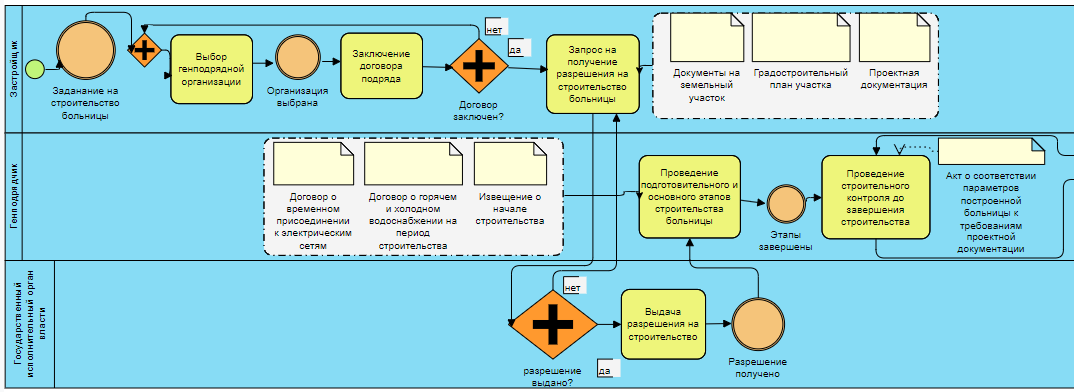 Застройщик
Заданание на
строительство
больницы
Выбор
генподрядной
организации
Организация
выбрана
Заключение
договора
подряда
нет
да
Договор
заключен?
Запрос на
получение
разрешения на
строительство
больницы
Документы на
земельный
участок
Градостроительный
план участка
Проектная
документация
Генподрядчик
Договор о
временном
присоединении
к электрическим
сетям
Договор о горячем
и холодном
водоснабжении на
период
строительства
Извещение о
начале
строительства
Проведение
подготовительного и
основного этапов
строительства
больницы
Этапы
завершены
Проведение
строительного
контроля до
завершения
строительства
Акт о соответствии
параметров
построенной
больницы к
требованиям
проектной
документации
Государственный
исполнительный орган
власти
нет
разрешение
выдано?
да
Выдача
разрешения на
строительство
Разрешение
получено